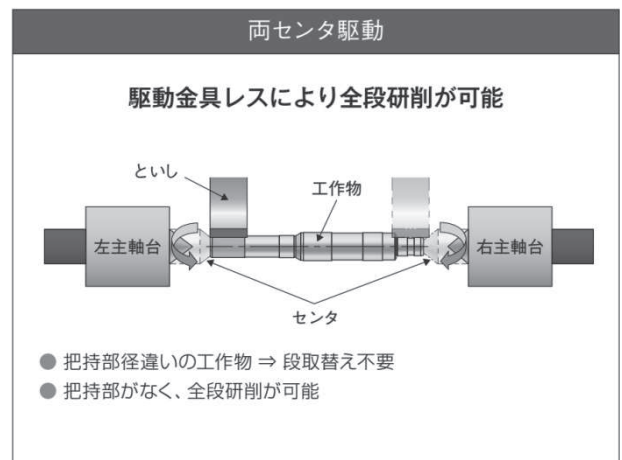 両センタ駆動
駆動金具レスにより全段研削が可能
といし
工作物
左主軸台
右主軸台
センタ
● 把持部径違いの工作物 ⇒ 段取替え不要
● 把持部がなく、全段研削が可能